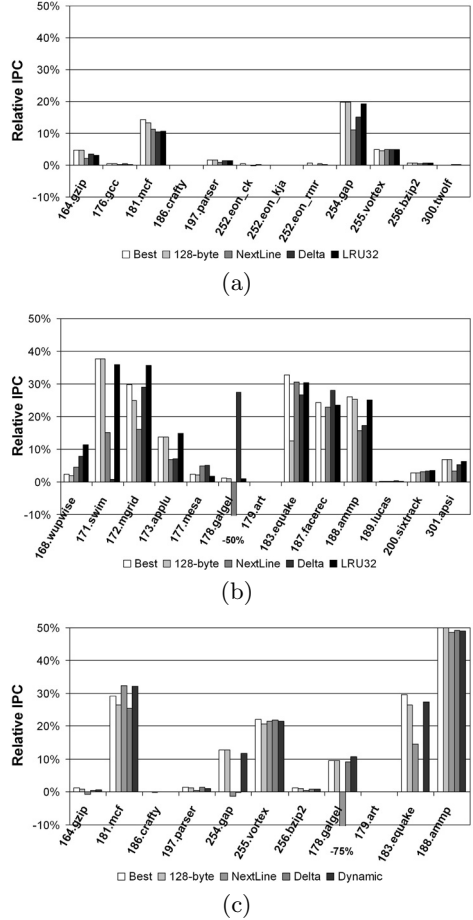 50%
40%
30%
20%
10%
0%
-10%
Relative IPC
164.gzip
176.gcc
181.mcf
186.crafty
197.parser
252.eon_ck
252.eon_kja
252.eon_rmr
254.gap
255.vortex
256.bzip2
300.twolf
Best 128-byte NextLine Delta LRU32
(a)
50%
40%
30%
20%
10%
0%
-10%
Relative IPC
168.wupwise
171.swim
172.mgrid
173.applu
177.mesa
178.galgel
179.art
183.equake
187.facerec
188.ammp
189.lucas
200.sixtrack
301.apsi
-50%
Best 128-byte NextLine Delta LRU32
(b)
50%
40%
30%
20%
10%
0%
-10%
Relative IPC
164.gzip
181.mcf
186.crafty
197.parser
254.gap
255.vortex
256.bzip2
178.galgel
179.art
183.equake
188.ammp
-75%
Best 128-byte NextLine Delta Dynamic
(c)